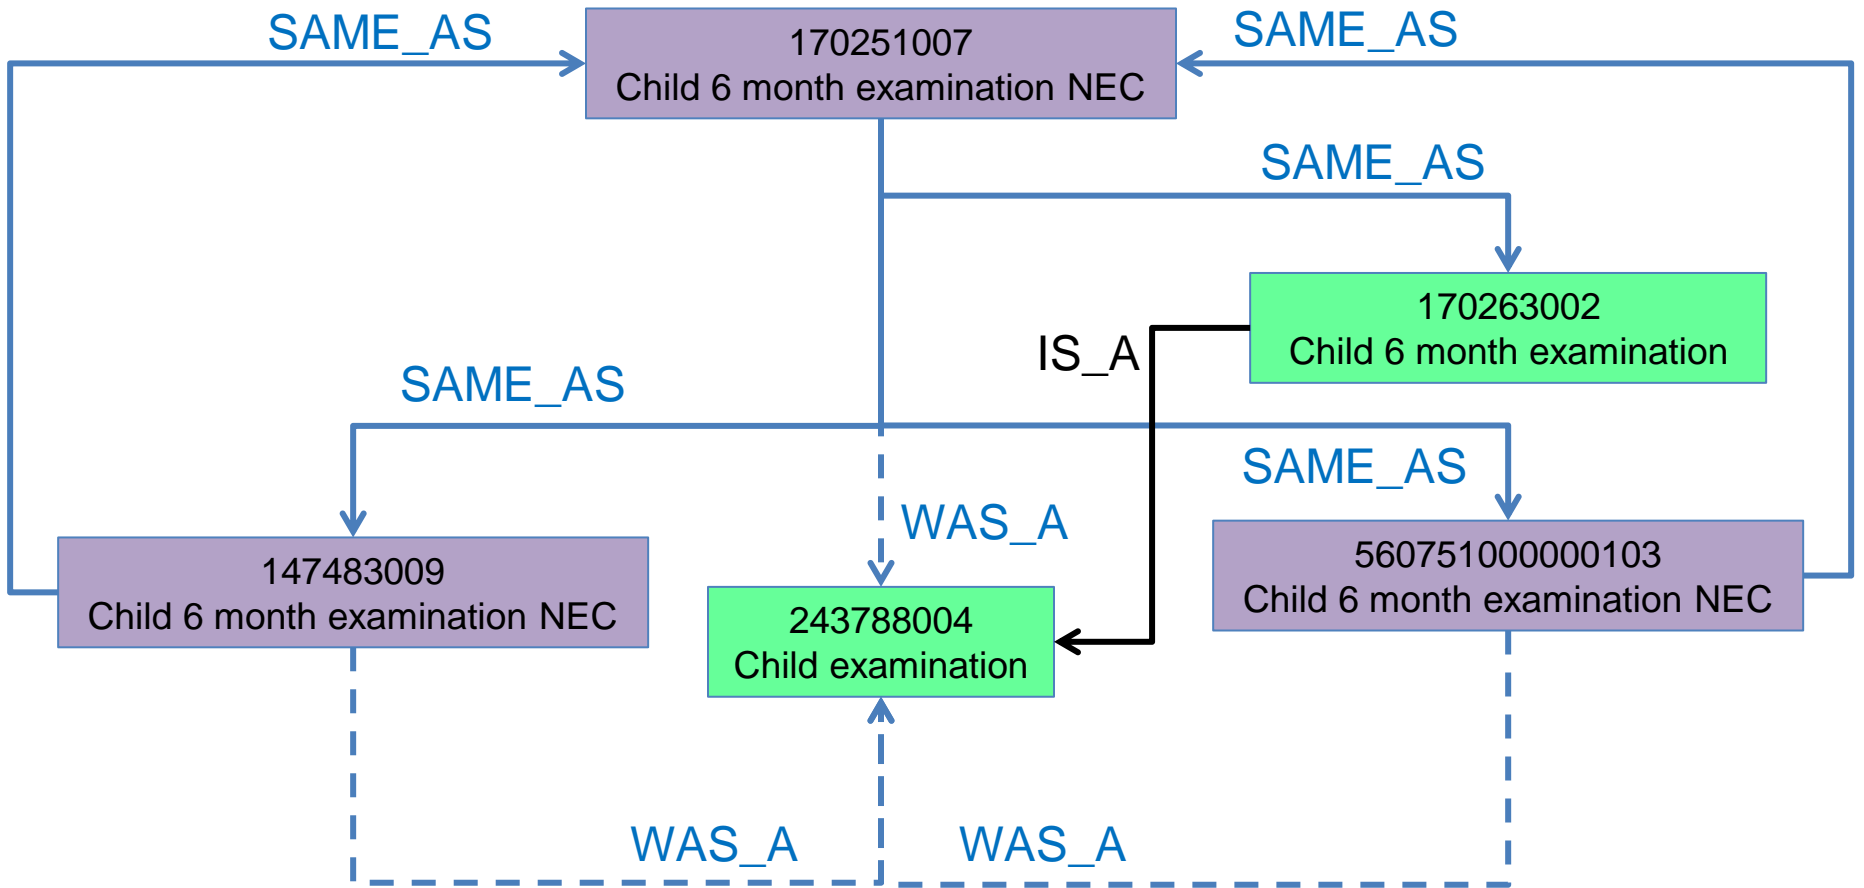 SAME_AS
170251007
Child 6 month examination NEC
SAME_AS
SAME_AS
170263002
Child 6 month examination
IS_A
SAME_AS
SAME_AS
WAS_A
147483009
Child 6 month examination NEC
560751000000103
Child 6 month examination NEC
243788004
Child examination
WAS_A
WAS_A